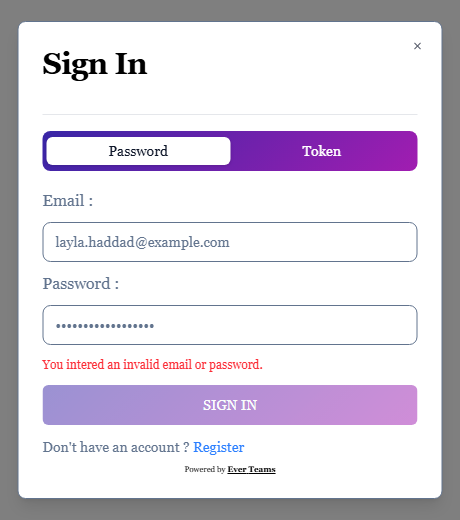 Sign In
×
Password Token
Email :
layla.haddad@example.com
Password :
••••••••••••••••••
You intered an invalid email or password.
SIGN IN
Don't have an account ? Register
Powered by Ever Teams